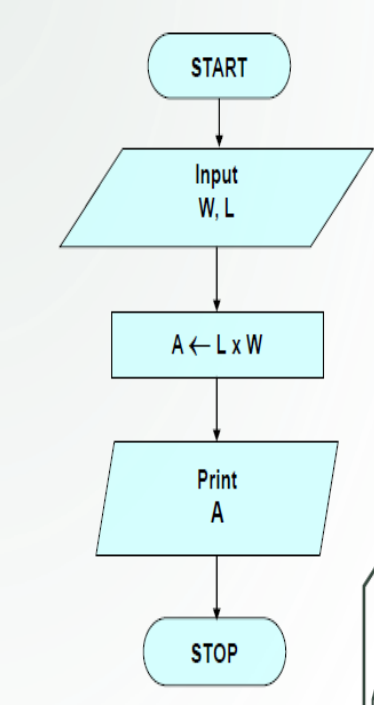 START
Input
W, L
A ← L x W
Print
A
STOP